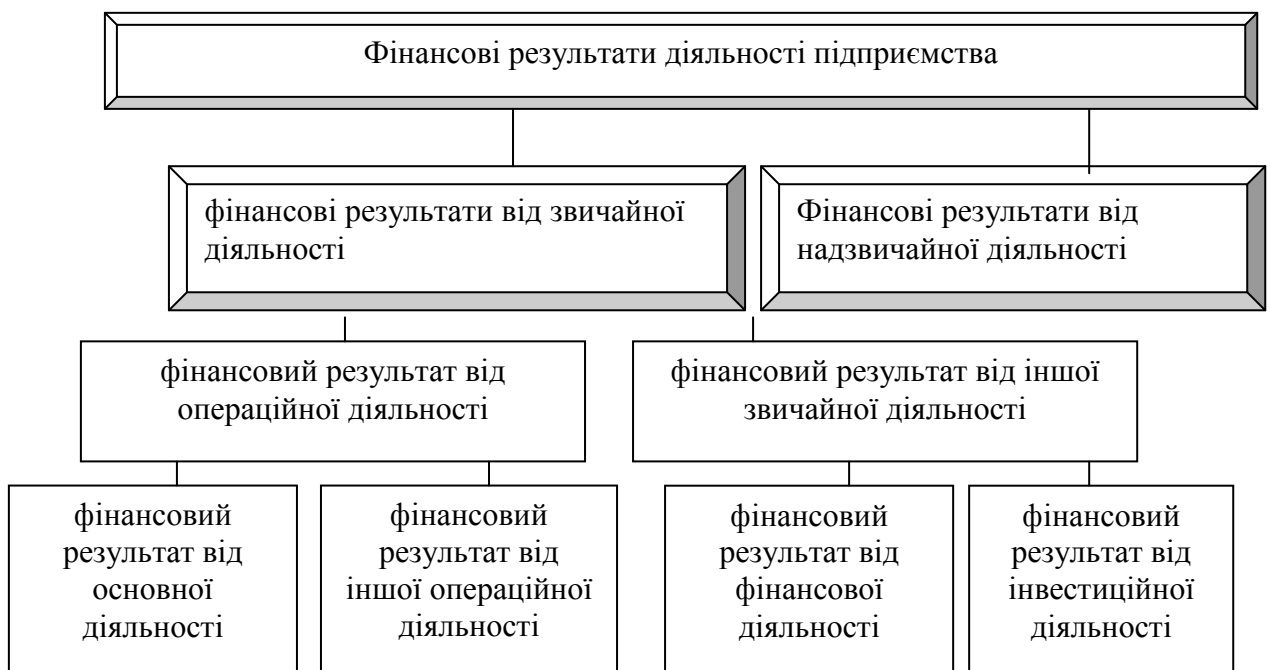 Фінансові результати діяльності підприємства
фінансові результати від звичайної
діяльності
Фінансові результати від
надзвичайної діяльності
фінансовий результат від
операційної діяльності
фінансовий результат від іншої
звичайної діяльності
фінансовий
результат від
основної
діяльності
фінансовий
результат від
іншої операційної
діяльності
фінансовий
результат від
фінансової
діяльності
фінансовий
результат від
інвестиційної
діяльності